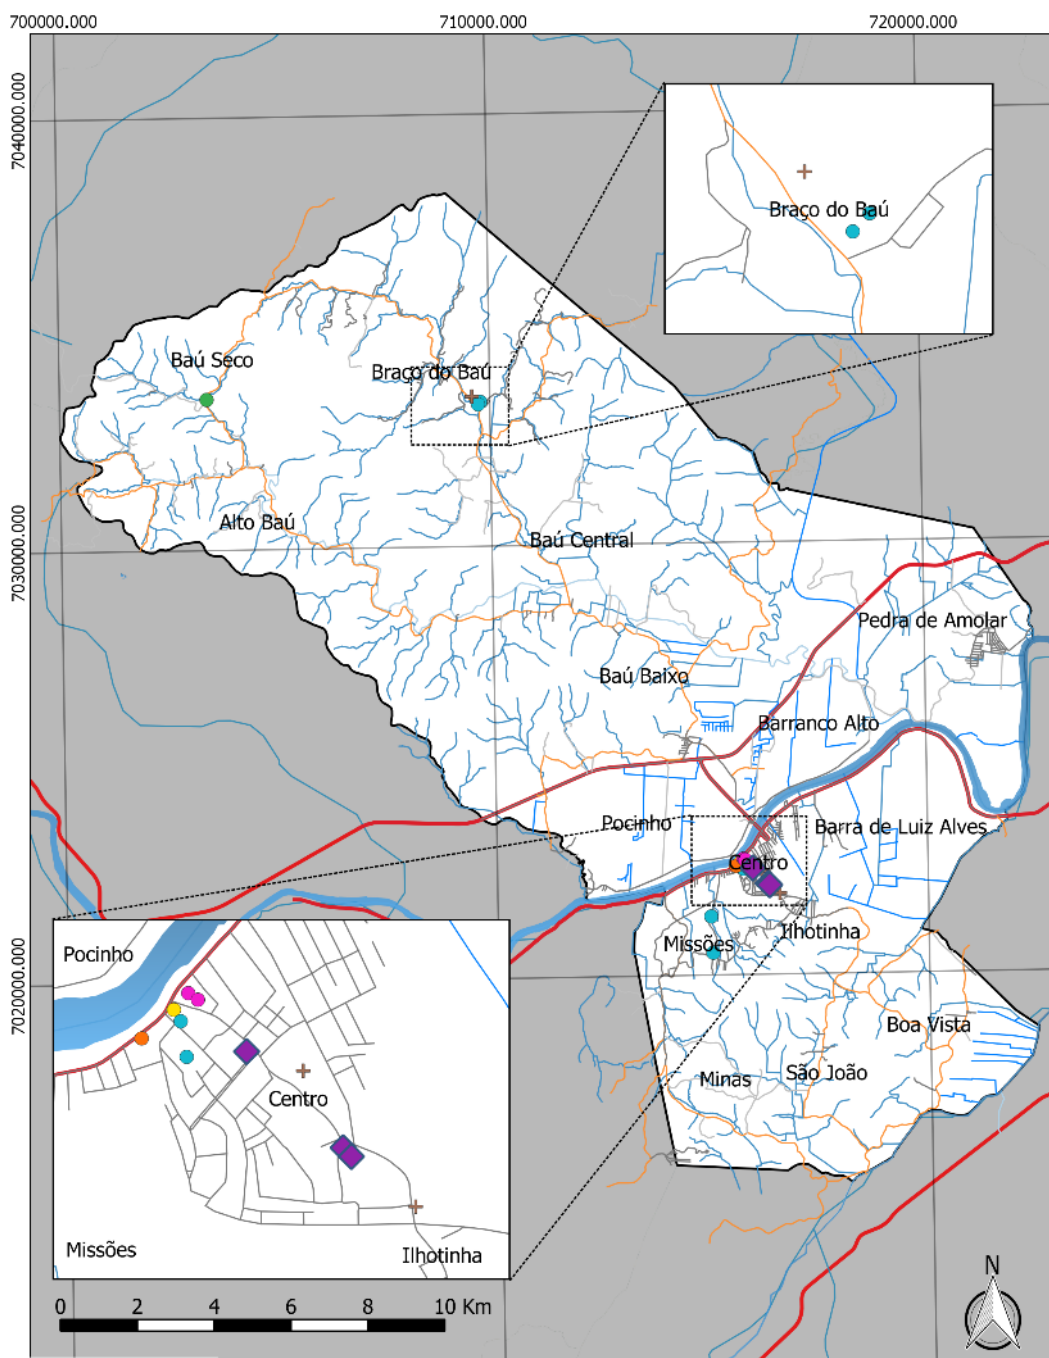 700000.000
710000.000
720000.000
7040000.000
Braço do Baú
Baú Seco
Braço do Baú
Alto Baú
Baú Central
7030000.000
Pedra de Amolar
Baú Baixo
Barranco Alto
Pocinho
Barra de Luiz Alves
Centro
Ilhotinha
Missões
7020000.000
Pocinho
Boa Vista
São João
Minas
Centro
Missões
Ilhotinha
N
0 2 4 6 8 10 Km